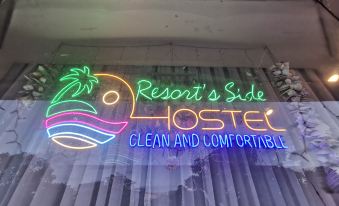 Resort's Side
HOSTEL
CLEAN AND COMFORTABLE